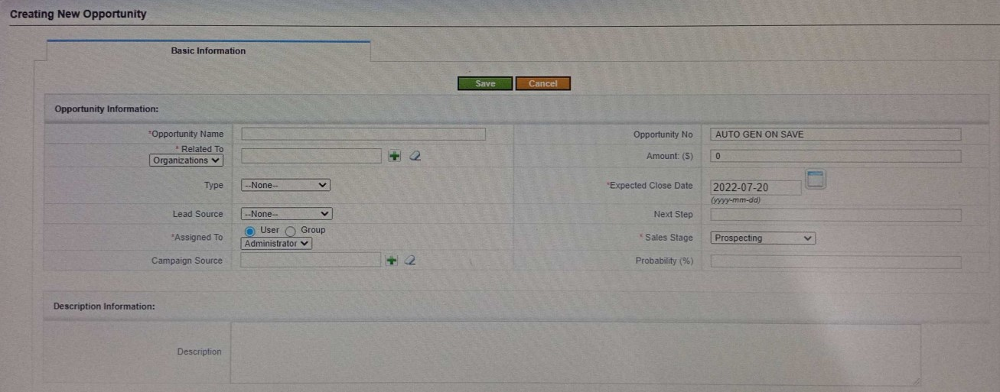 Creating New Opportunity
Basic Information
Save Cancel
Opportunity Information:
*Opportunity Name Opportunity No AUTO GEN ON SAVE
* Related To
Organizations Amount: ($) 0
Type --None-- *Expected Close Date 2022-07-20
(yyyy-mm-dd)
Lead Source --None-- Next Step
*Assigned To User Group
Administrator * Sales Stage Prospecting
Campaign Source Probability (%)
Description Information:
Description